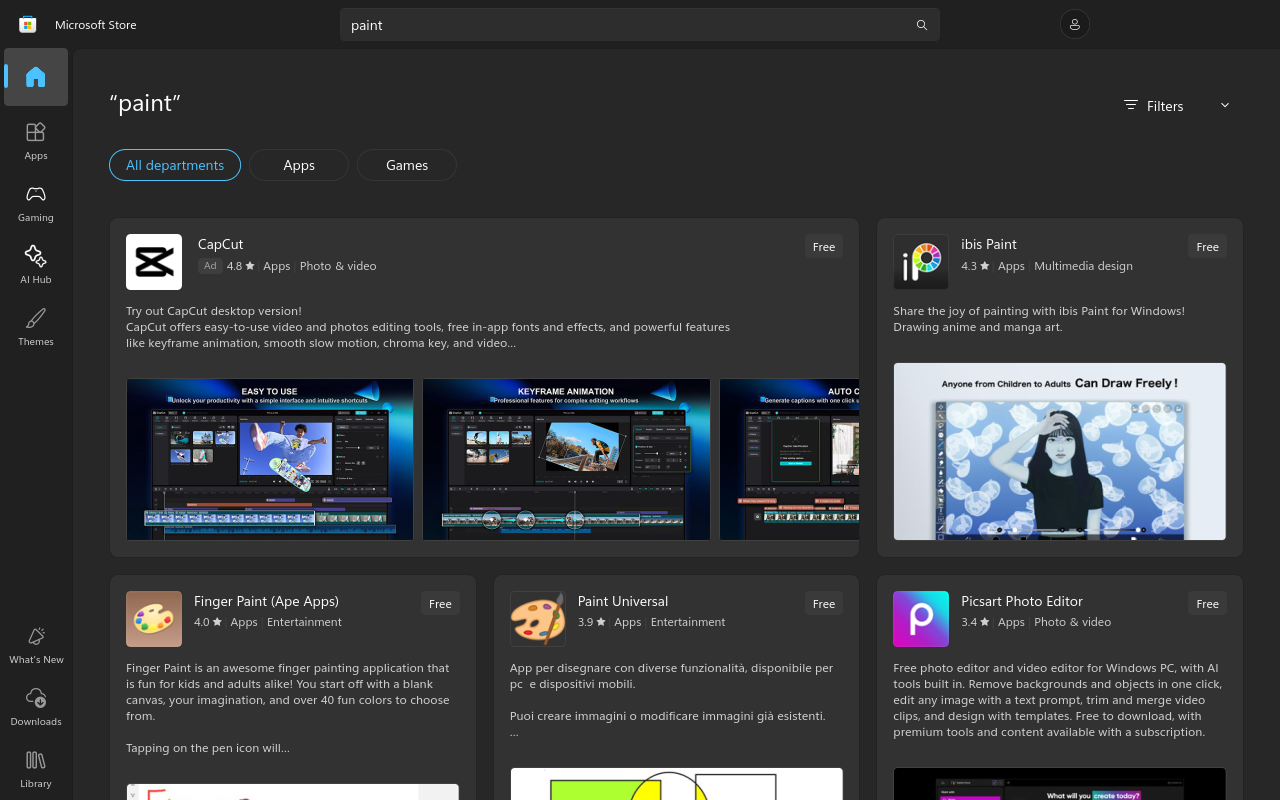 Microsoft Store
paint
Apps
Gaming
AI Hub
Themes
What's New
Downloads
Library
“paint”
Filters
All departments
Apps
Games
CapCut
Ad 4.8 Apps Photo & video
Free
Try out CapCut desktop version!
CapCut offers easy-to-use video and photos editing tools, free in-app fonts and effects, and powerful features
like keyframe animation, smooth slow motion, chroma key, and video...
EASY TO USE
Unlock your productivity with a simple interface and intuitive shortcuts
KEYFRAME ANIMATION
Professional features for complex editing workflows
AUTO C
Generate captions with one click
ibis Paint
4.3 Apps Multimedia design
Free
Share the joy of painting with ibis Paint for Windows!
Drawing anime and manga art.
Anyone from Children to Adults Can Draw Freely!
Finger Paint (Ape Apps)
4.0 Apps Entertainment
Free
Finger Paint is an awesome finger painting application that
is fun for kids and adults alike! You start off with a blank
canvas, your imagination, and over 40 fun colors to choose
from.
Tapping on the pen icon will...
Paint Universal
3.9 Apps Entertainment
Free
App per disegnare con diverse funzionalità, disponibile per
pc e dispositivi mobili.
Puoi creare immagini o modificare immagini già esistenti.
...
Picsart Photo Editor
3.4 Apps Photo & video
Free
Free photo editor and video editor for Windows PC, with AI
tools built in. Remove backgrounds and objects in one click,
edit any image with a text prompt, trim and merge video
clips, and design with templates. Free to download, with
premium tools and content available with a subscription.
What will you create today?